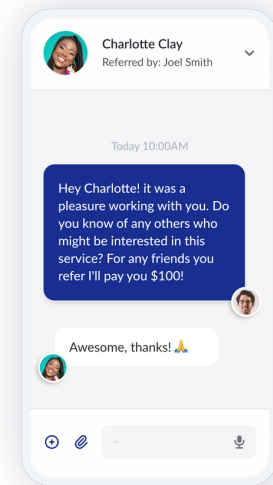 Charlotte Clay
Referred by: Joel Smith
Today 10:00AM
Hey Charlotte! it was a
pleasure working with you. Do
you know of any others who
might be interested in this
service? For any friends you
refer I'll pay you $100!
Awesome, thanks! 🙏
...